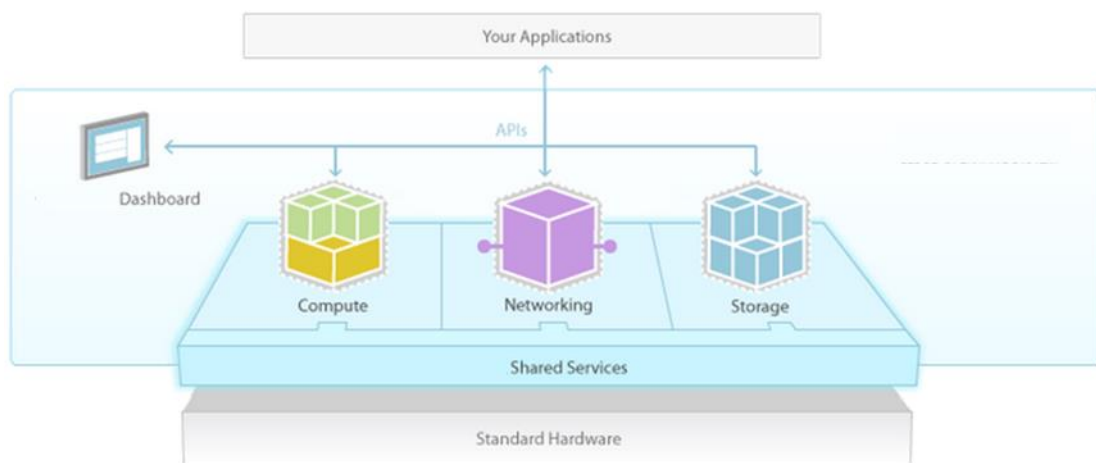 Your Applications
APIs
Dashboard
Compute
Networking
Storage
Shared Services
Standard Hardware